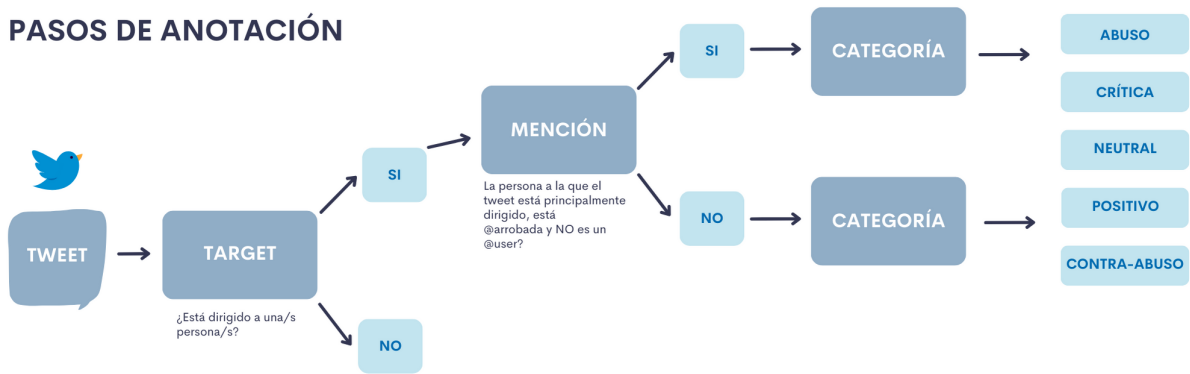 PASOS DE ANOTACIÓN
TWEET
TARGET
¿Está dirigido a una/s
persona/s?
SI
NO
MENCIÓN
La persona a la que el
tweet está principalmente
dirigido, está
@arrobada y NO es un
@user?
SI
CATEGORÍA
NO
CATEGORÍA
ABUSO
CRÍTICA
NEUTRAL
POSITIVO
CONTRA-ABUSO